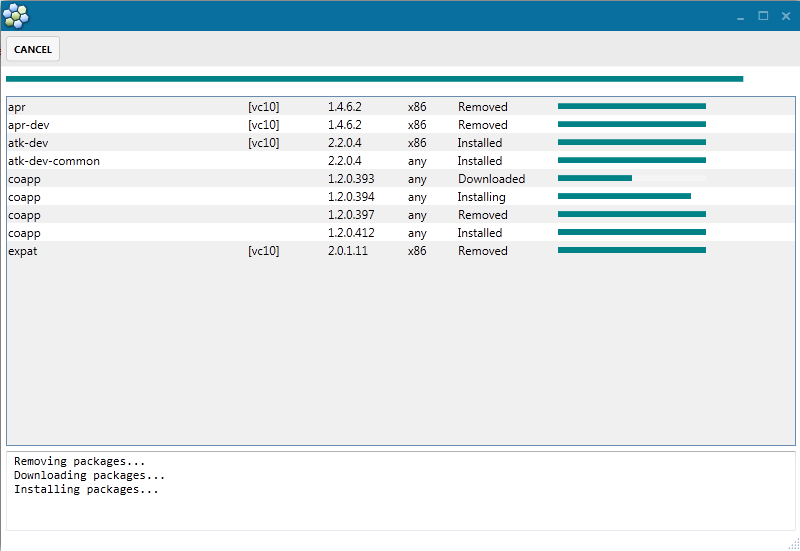 CANCEL
apr [vc10] 1.4.6.2 x86 Removed
apr-dev [vc10] 1.4.6.2 x86 Removed
atk-dev [vc10] 2.2.0.4 x86 Installed
atk-dev-common 2.2.0.4 any Installed
coapp 1.2.0.393 any Downloaded
coapp 1.2.0.394 any Installing
coapp 1.2.0.397 any Removed
coapp 1.2.0.412 any Installed
expat [vc10] 2.0.1.11 x86 Removed
Removing packages...
Downloading packages...
Installing packages...